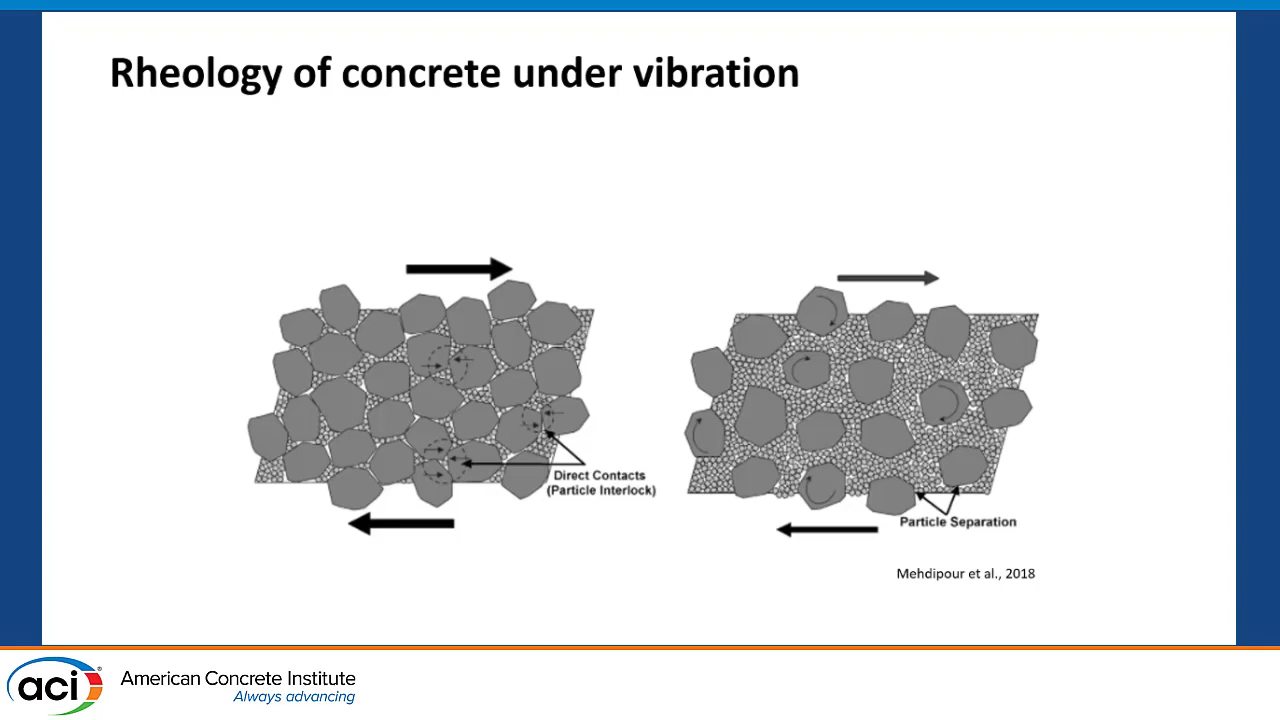 Rheology of concrete under vibration
Direct Contacts
(Particle Interlock)
Particle Separation
Mehdipour et al., 2018
aci®
American Concrete Institute
Always advancing